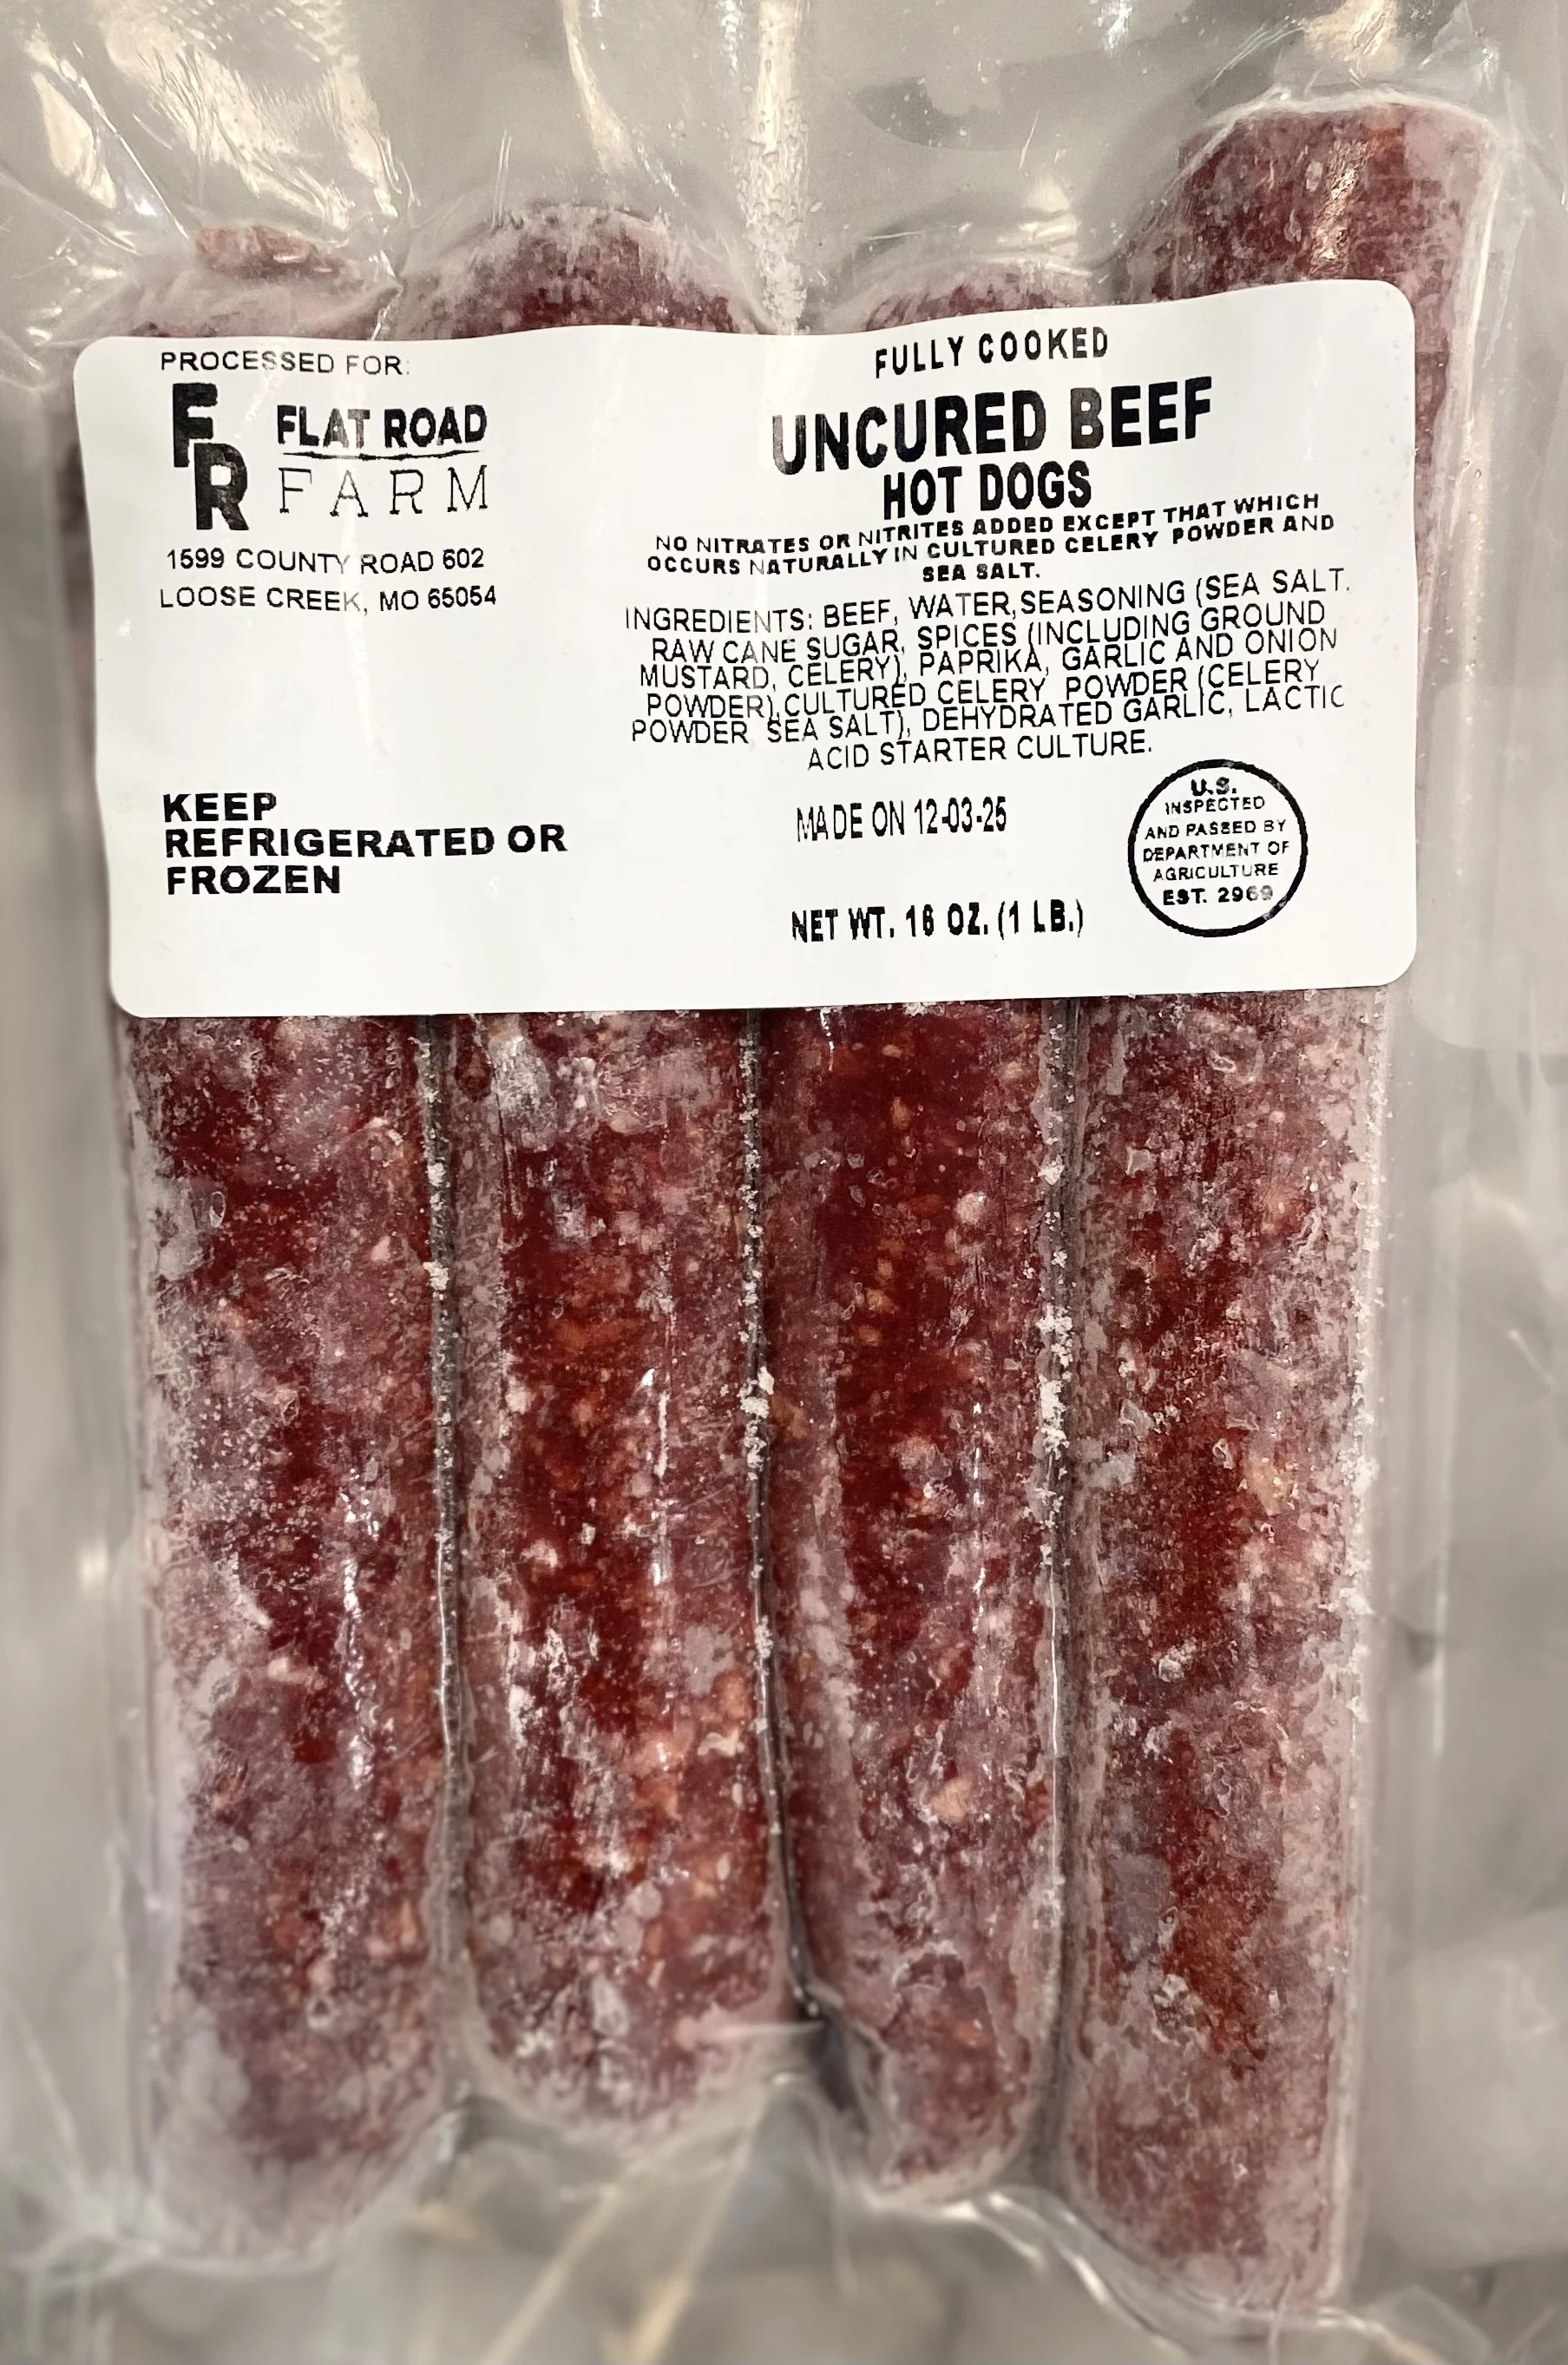 PROCESSED FOR:
FR
FLAT ROAD
FARM
1599 COUNTY ROAD 602
LOOSE CREEK, MO 65054
KEEP
REFRIGERATED OR
FROZEN
FULLY COOKED
UNCURED BEEF
HOT DOGS
NO NITRATES OR NITRITES ADDED EXCEPT THAT WHICH
OCCURS NATURALLY IN CULTURED CELERY POWDER AND
SEA SALT.
INGREDIENTS: BEEF, WATER, SEASONING (SEA SALT,
RAW CANE SUGAR, SPICES (INCLUDING GROUND
MUSTARD, CELERY), PAPRIKA, GARLIC AND ONION
POWDER), CULTURED CELERY POWDER (CELERY
POWDER SEA SALT), DEHYDRATED GARLIC, LACTIC
ACID STARTER CULTURE.
MADE ON 12-03-25
NET WT. 16 OZ. (1 LB.)
U.S.
INSPECTED
AND PASSED BY
DEPARTMENT OF
AGRICULTURE
EST. 2969